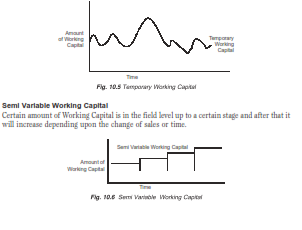 Amount
of Working
Capital
Temporary
Working
Capital
Time
Fig. 10.5 Temporary Working Capital
Semi Variable Working Capital
Certain amount of Working Capital is in the field level up to a certain stage and after that it
will increase depending upon the change of sales or time.
Semi Variable Working Capital
Amount of
Working Capital
Time
Fig. 10.6 Semi Variable Working Capital